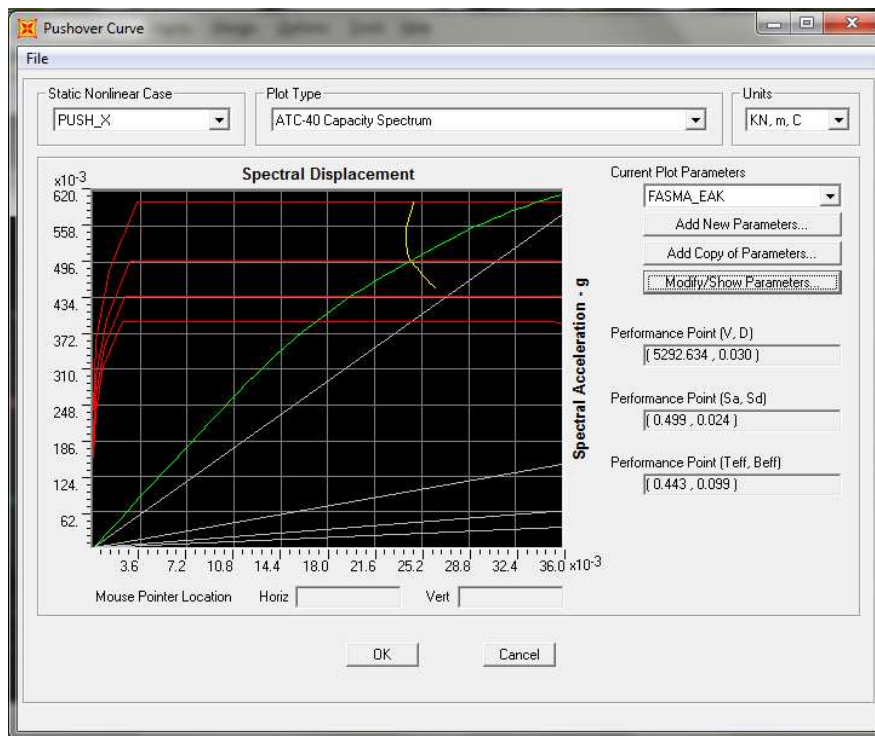 Pushover Curve
File
Static Nonlinear Case
PUSH_X
Plot Type
ATC-40 Capacity Spectrum
Units
KN, m, C
Spectral Displacement
x10-3
620.
558.
496.
434.
372.
310.
248.
186.
124.
62.
3.6 7.2 10.8 14.4 18.0 21.6 25.2 28.8 32.4 36.0 x10-3
Spectral Acceleration - g
Mouse Pointer Location Horiz Vert
Current Plot Parameters
FASMA_EAK
Add New Parameters...
Add Copy of Parameters...
Modify/Show Parameters...
Performance Point (V, D)
( 5292.634 , 0.030 )
Performance Point (Sa, Sd)
( 0.499 , 0.024 )
Performance Point (Teff, Beff)
( 0.443 , 0.099 )
OK
Cancel